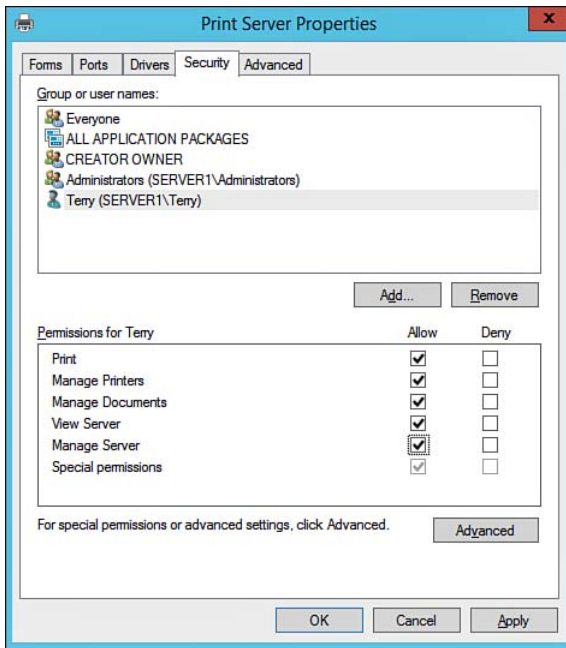 Print Server Properties
x
Forms Ports Drivers Security Advanced
Group or user names:
Everyone
ALL APPLICATION PACKAGES
CREATOR OWNER
Administrators (SERVER1\Administrators)
Terry (SERVER1\Terry)
Add... Remove
Permissions for Terry Allow Deny
Print
Manage Printers
Manage Documents
View Server
Manage Server
Special permissions
For special permissions or advanced settings, click Advanced.
Advanced
OK Cancel Apply